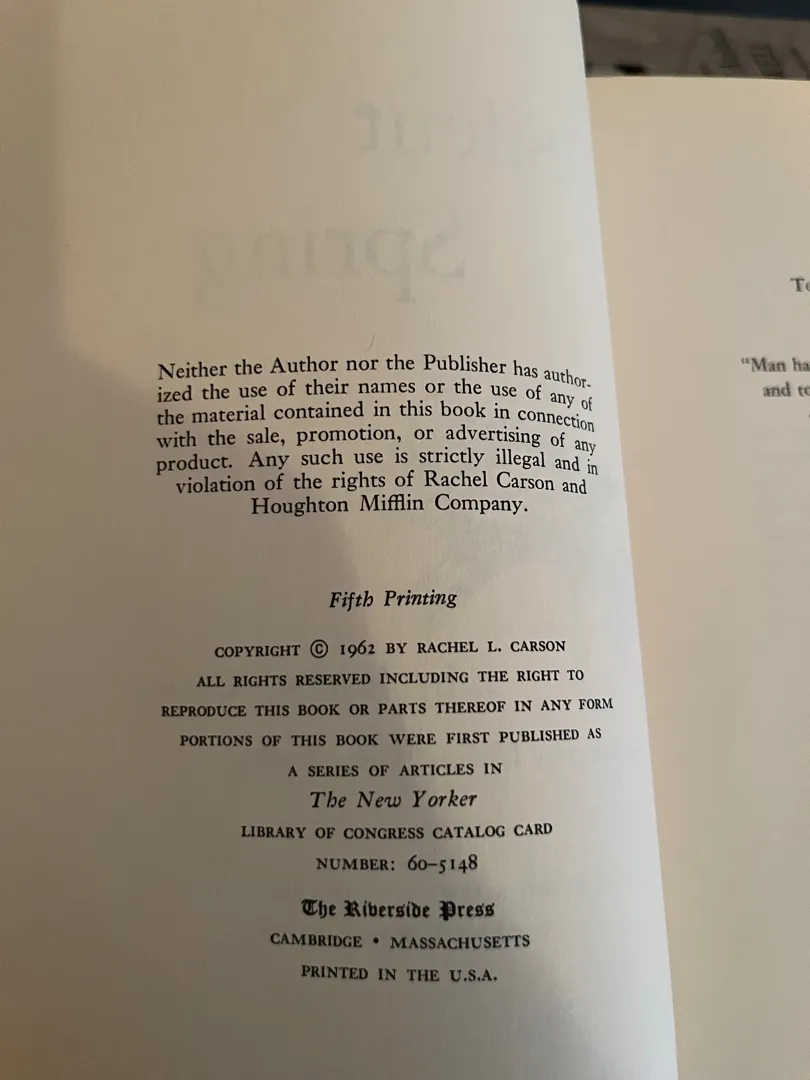 Neither the Author nor the Publisher has author-
ized the use of their names or the use of any of
the material contained in this book in connection
with the sale, promotion, or advertising of any
product. Any such use is strictly illegal and in
violation of the rights of Rachel Carson and
Houghton Mifflin Company.
Fifth Printing
COPYRIGHT © 1962 BY RACHEL L. CARSON
ALL RIGHTS RESERVED INCLUDING THE RIGHT TO
REPRODUCE THIS BOOK OR PARTS THEREOF IN ANY FORM
PORTIONS OF THIS BOOK WERE FIRST PUBLISHED AS
A SERIES OF ARTICLES IN
The New Yorker
LIBRARY OF CONGRESS CATALOG CARD
NUMBER: 60–5148
The Riverside Press
CAMBRIDGE • MASSACHUSETTS
PRINTED IN THE U.S.A.
"Man
and